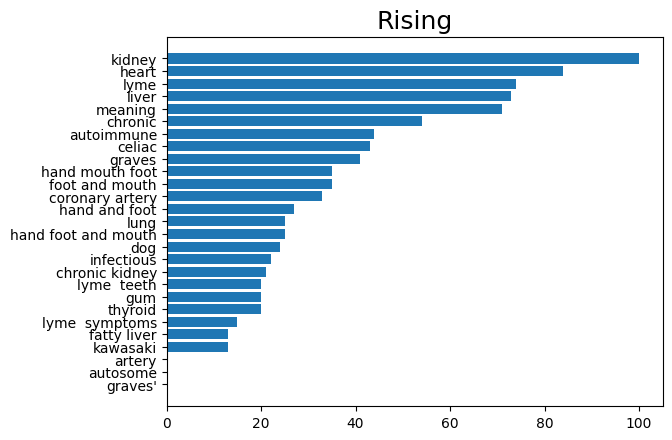 Rising
kidney
heart
lyme
liver
meaning
chronic
autoimmune
celiac
graves
hand mouth foot
foot and mouth
coronary artery
hand and foot
lung
hand foot and mouth
dog
infectious
chronic kidney
lyme  teeth
gum
thyroid
lyme  symptoms
fatty liver
kawasaki
artery
autosome
graves'
0 20 40 60 80 100